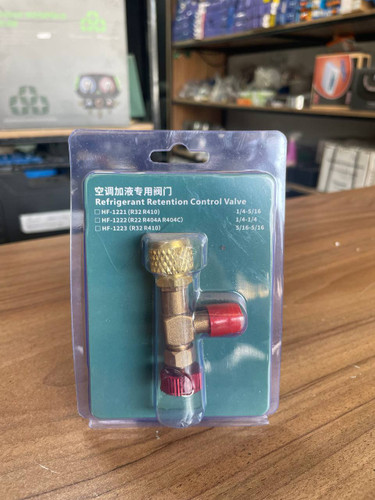 空调加液专用阀门
Refrigerant Retention Control Valve
□ HF-1221 (R32 R410) 1/4-5/16
□ HF-1222 (R22 R404A R404C) 1/4-1/4
□ HF-1223 (R32 R410) 5/16-5/16